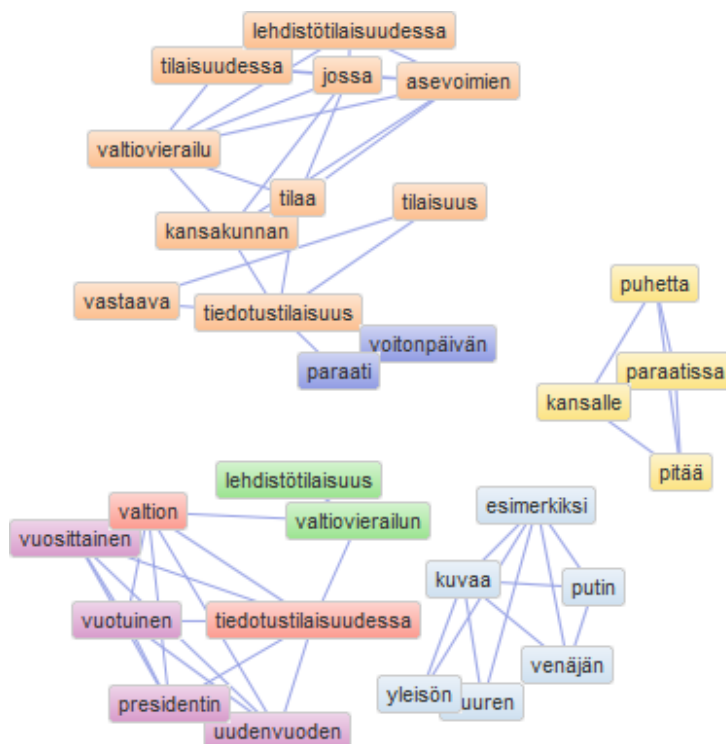 lehdistötilaisuudessa
tilaisuudessa
jossa
asevoimien
valtiovierailu
tilaa
tilaisuus
kansakunnan
vastaava
tiedotustilaisuus
voitonpäivän
paraati
puhetta
paraatissa
kansalle
pitää
lehdistötilaisuus
valtion
valtiovierailun
vuosittainen
vuotuinen
tiedotustilaisuudessa
presidentin
uudenvuoden
esimerkiksi
kuvaa
putin
venäjän
yleisön